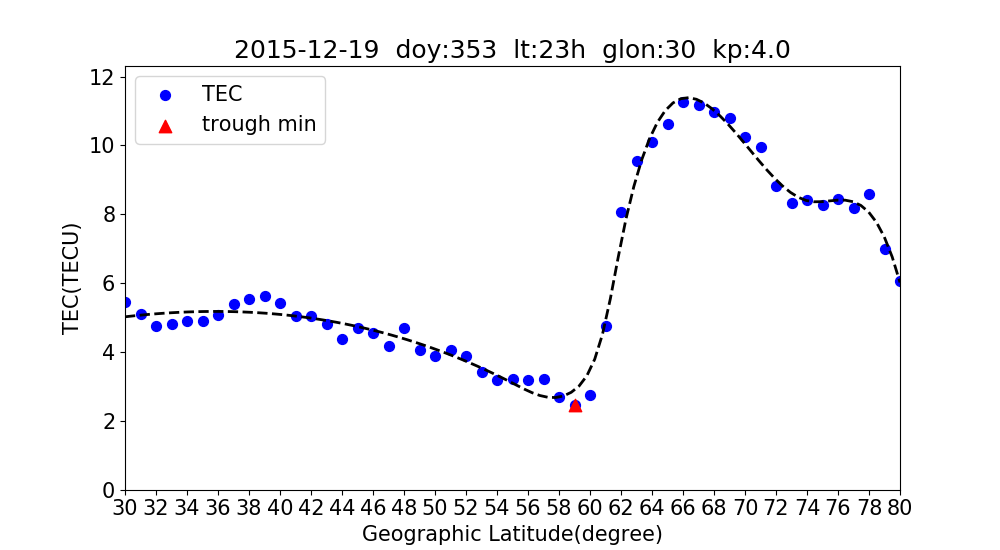 2015-12-19 doy:353 lt:23h glon:30 kp:4.0
12
10
8
6
4
2
0
TEC(TECU)
TEC
trough min
30 32 34 36 38 40 42 44 46 48 50 52 54 56 58 60 62 64 66 68 70 72 74 76 78 80
Geographic Latitude(degree)